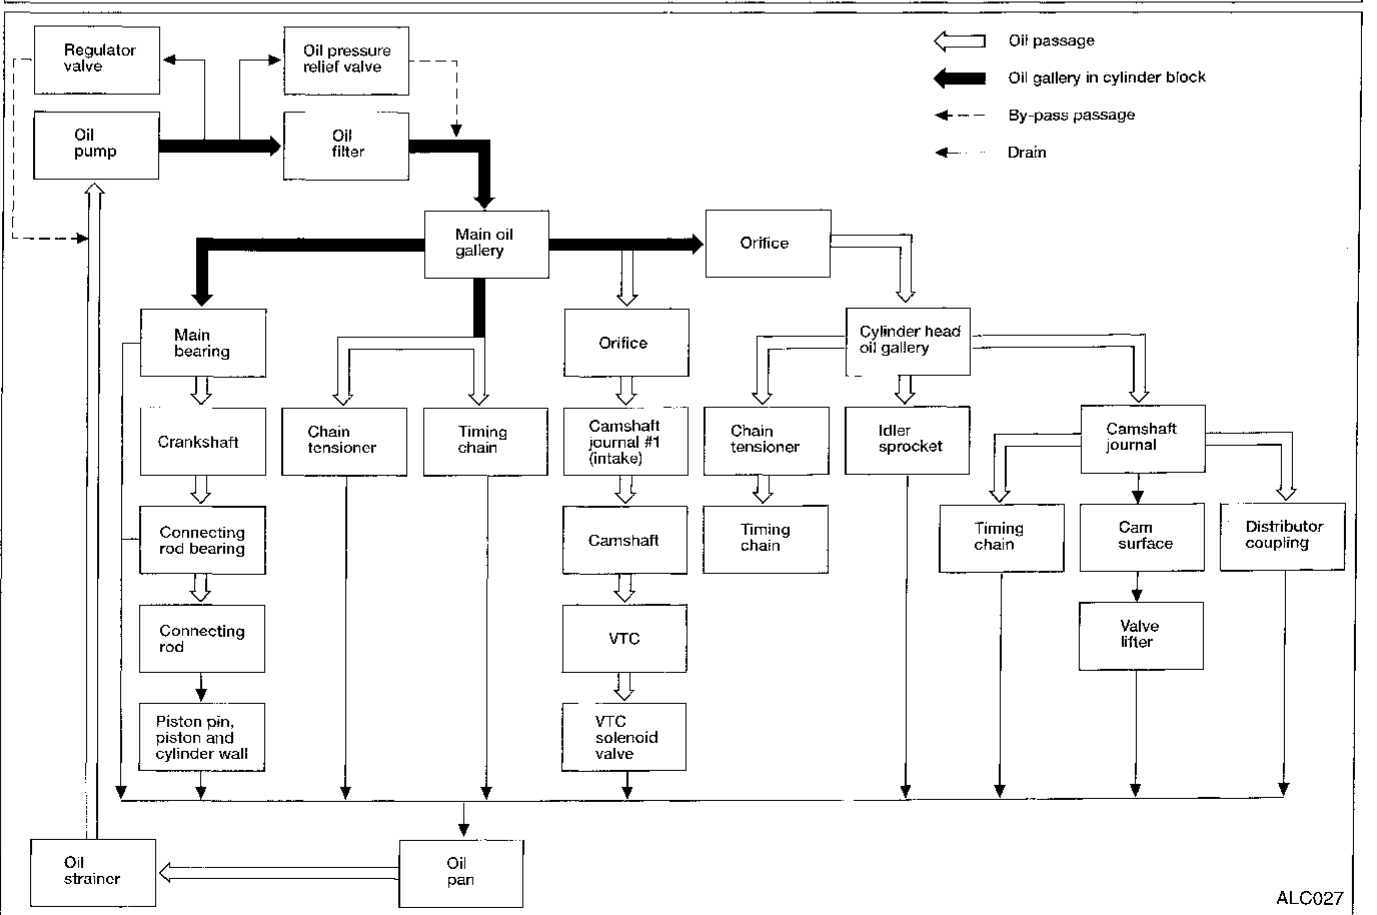 Regulator
valve
Oil pressure
relief valve
Oil passage
Oil gallery in cylinder block
By-pass passage
Drain
Oil
pump
Oil
filter
Main oil
gallery
Orifice
Main
bearing
Orifice
Cylinder head
oil gallery
Crankshaft
Chain
tensioner
Timing
chain
Camshaft
journal #1
(intake)
Chain
tensioner
Idler
sprocket
Camshaft
journal
Connecting
rod bearing
Camshaft
Timing
chain
Timing
chain
Cam
surface
Distributor
coupling
Connecting
rod
VTC
Valve
lifter
Piston pin,
piston and
cylinder wall
VTC
solenoid
valve
Oil
strainer
Oil
pan
ALC027